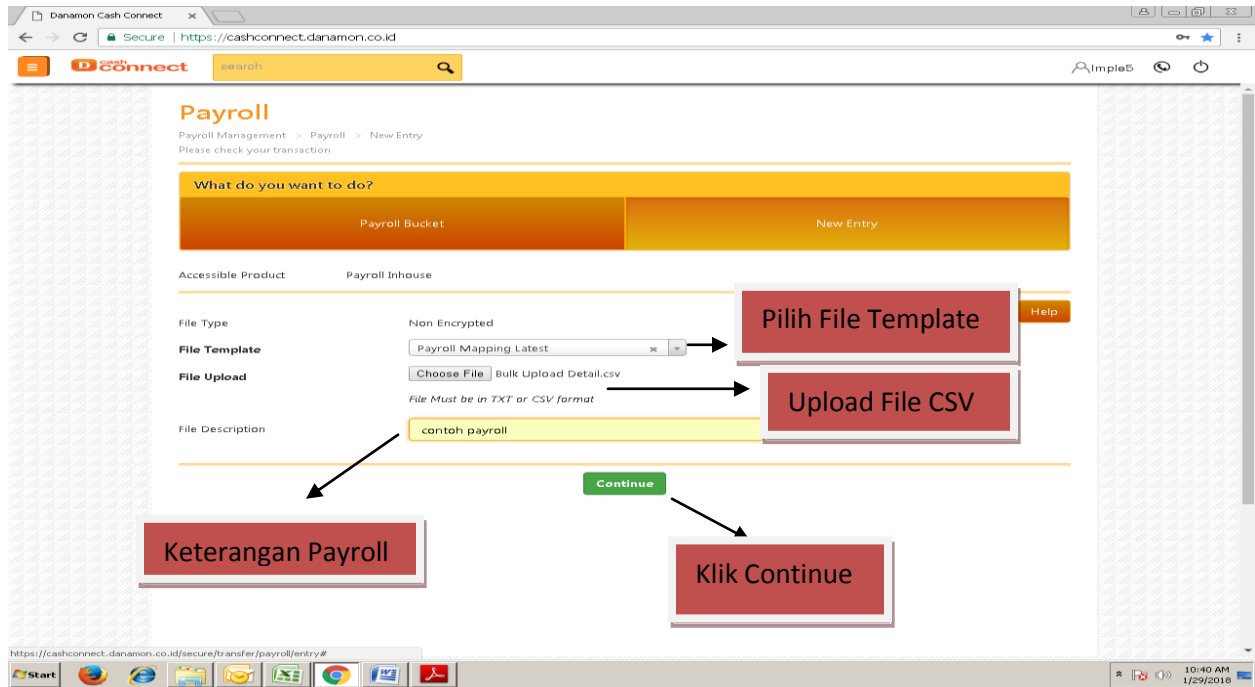 Danamon Cash Connect
Secure | https://cashconnect.danamon.co.id
D cash connect search Imple5
Payroll
Payroll Management > Payroll > New Entry
Please check your transaction
What do you want to do?
Payroll Bucket New Entry
Accessible Product Payroll Inhouse
Help
File Type Non Encrypted
Pilih File Template
File Template Payroll Mapping Latest
File Upload Choose File Bulk Upload Detail.csv
File Must be in TXT or CSV format
Upload File CSV
File Description contoh payroll
Continue
Keterangan Payroll
Klik Continue
https://cashconnect.danamon.co.id/secure/transfer/payroll/entry#
Start 10:40 AM
1/29/2018